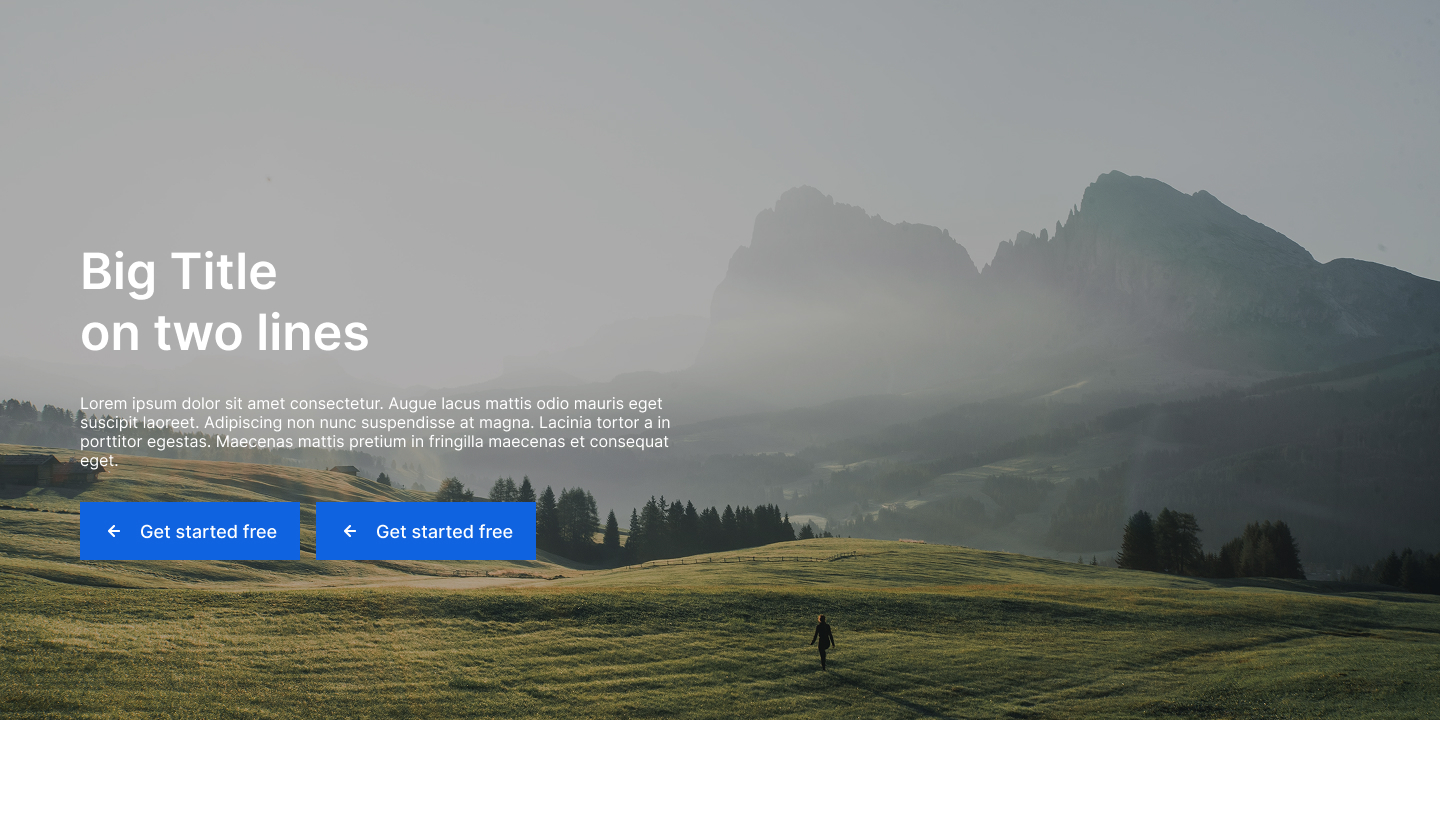 Big Title
on two lines
Lorem ipsum dolor sit amet consectetur. Augue lacus mattis odio mauris eget
suscipit laoreet. Adipiscing non nunc suspendisse at magna. Lacinia tortor a in
porttitor egestas. Maecenas mattis pretium in fringilla maecenas et consequat
eget.
Get started free
Get started free